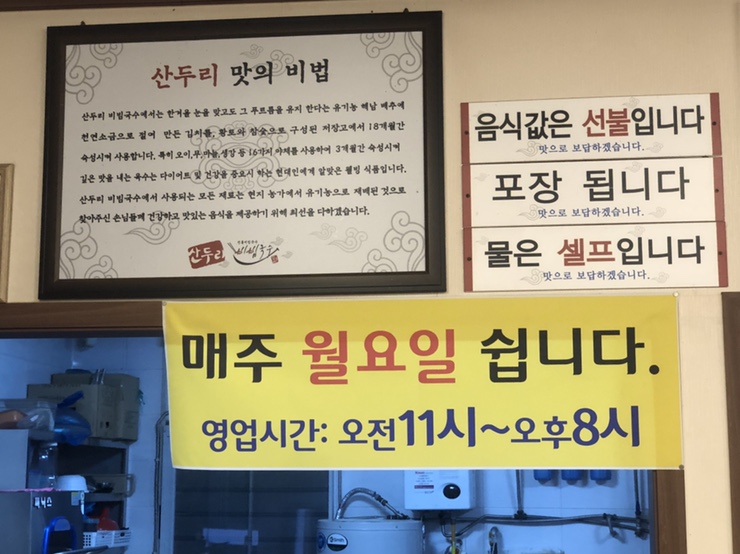 산두리 맛의 비법
산두리 비빔국수에서는 한겨울 눈을 맞고도 그 푸르름을 유지 한다는 유기농 해남 배추에
천연소금으로 절여 만든 김치를, 황토와 참숯으로 구성된 저장고에서 18개월간
숙성시켜 사용합니다. 특히 오이,무,마늘,생강 등 16가지 야채를 사용하여 3개월간 숙성시켜
깊은 맛을 내는 육수는 다이어트 및 건강을 중요시 하는 현대인에게 알맞은 웰빙 식품입니다.
산두리 비빔국수에서 사용되는 모든 재료는 현지 농가에서 유기농으로 재배된 것으로
찾아주신 손님들께 건강하고 맛있는 음식을 제공하기 위해 최선을 다하겠습니다.
산두리 비빔국수
음식값은 선불입니다
맛으로 보답하겠습니다.
포장 됩니다
맛으로 보답하겠습니다.
물은 셀프입니다
맛으로 보답하겠습니다.
매주 월요일 쉽니다.
영업시간: 오전11시~오후8시